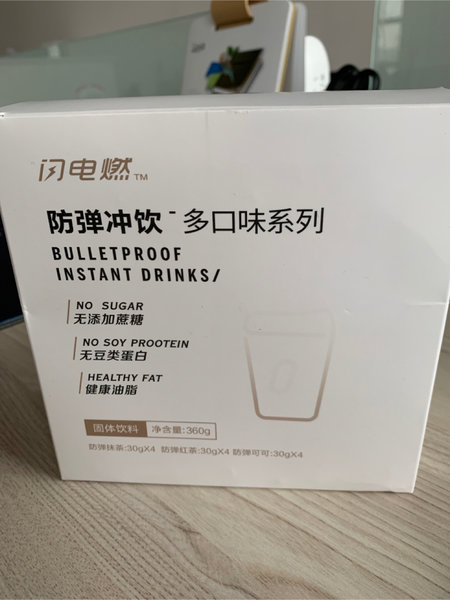 闪电燃™
防弹冲饮-多口味系列
BULLETPROOF
INSTANT DRINKS/
NO SUGAR
无添加蔗糖
NO SOY PROOTEIN
无豆类蛋白
HEALTHY FAT
健康油脂
固体饮料 净含量:360g
防弹抹茶:30gX4 防弹红茶:30gX4 防弹可可:30gX4